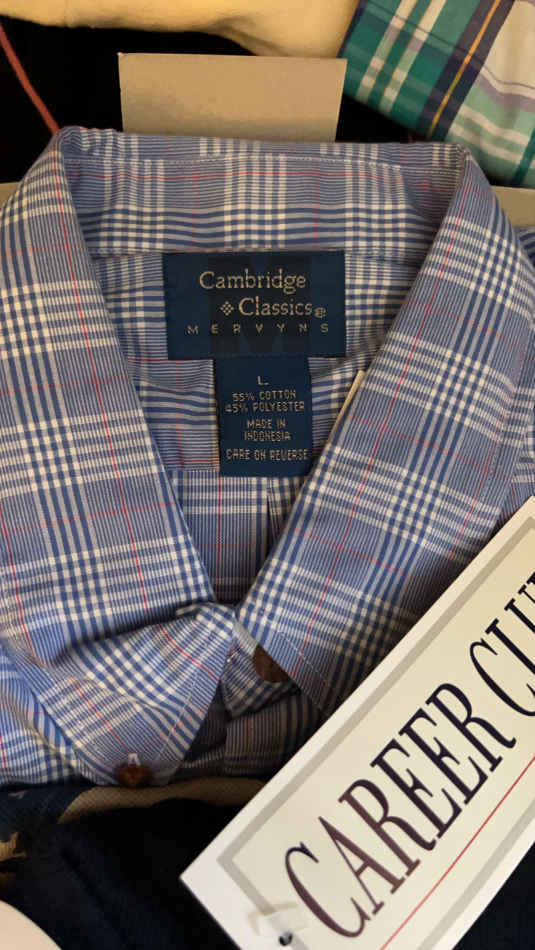 Cambridge
Classics®
MERVYNS
L
55% COTTON
45% POLYESTER
MADE IN
INDONESIA
CARE ON REVERSE
CAREER